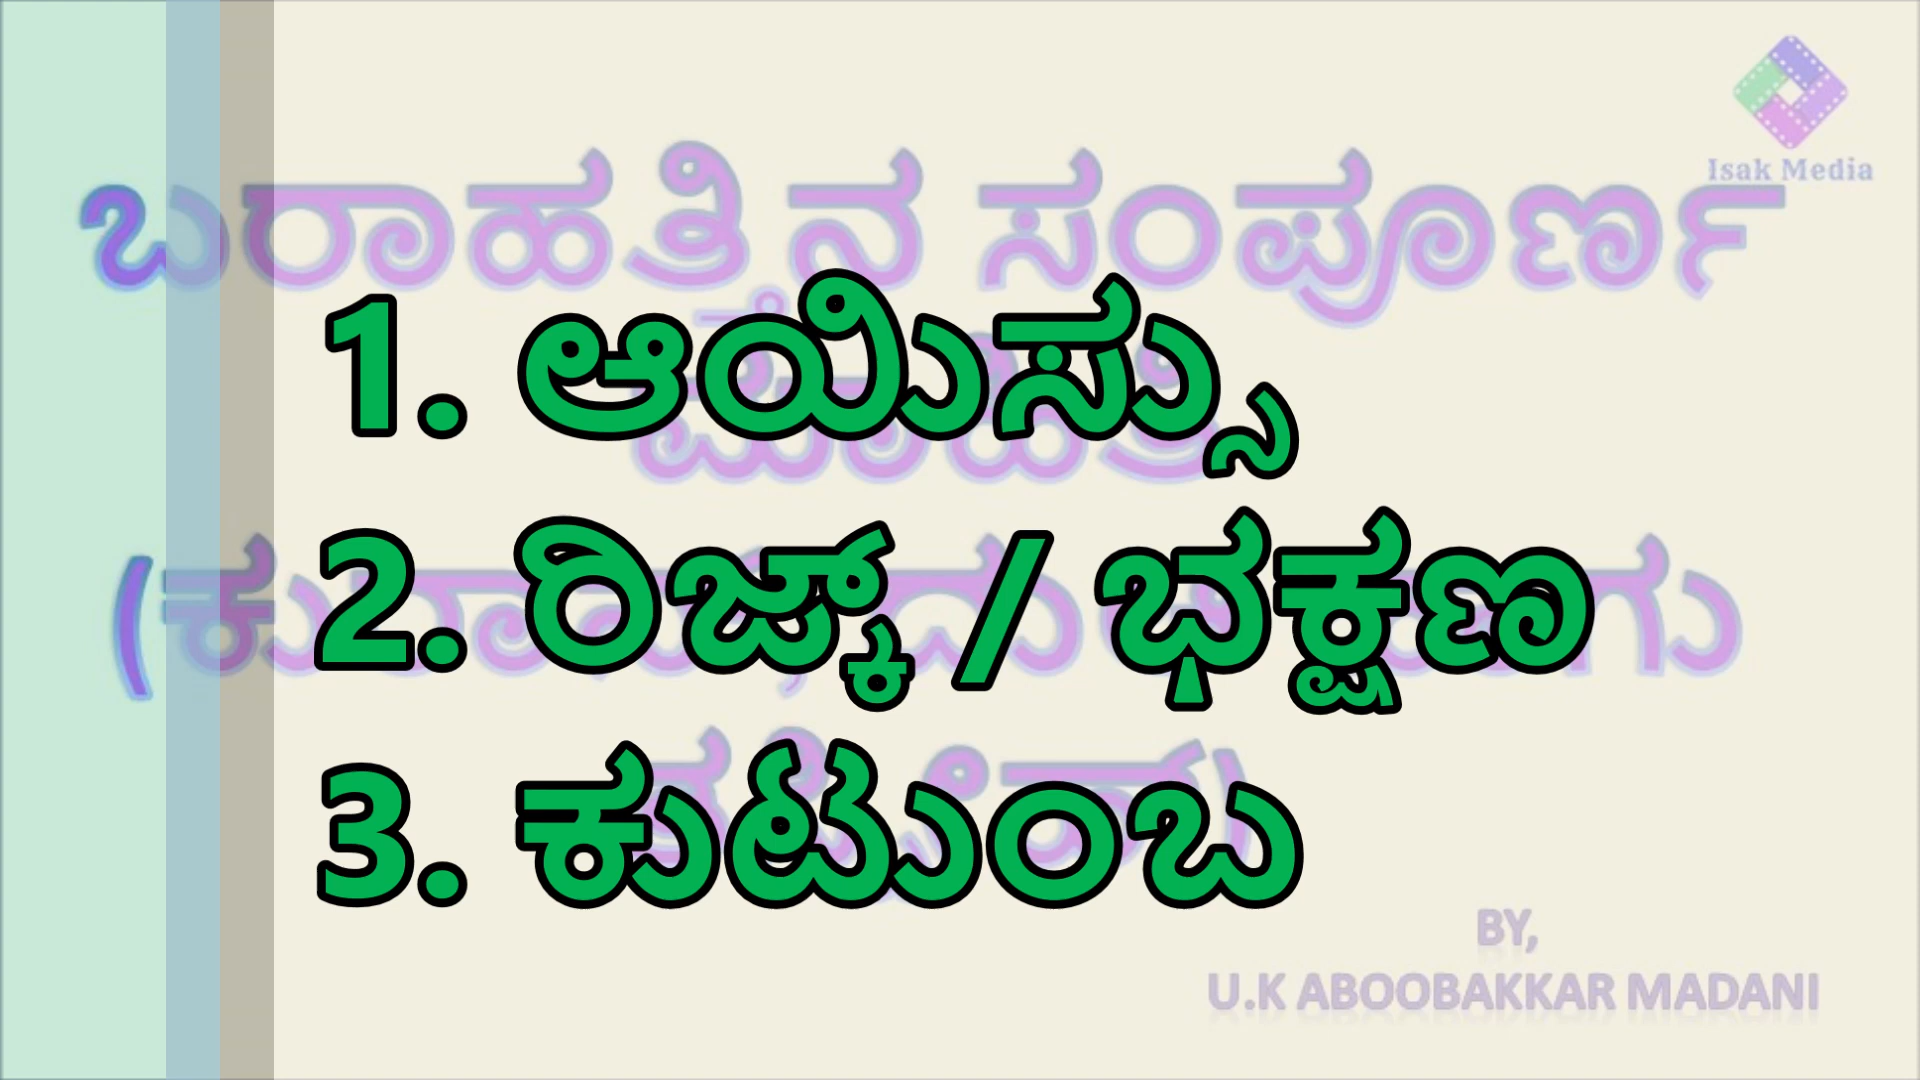 Isak Media
ಬರಾಹತ್ತಿನ ಸಂಪೂರ್ಣ
1. ಆಯಿಸ್ಸು
2. ರಿಜ್ಕ್ / ಭಕ್ಷಣ
3. ಕುಟುಂಬ
BY,
U.K ABOOBAKKAR MADANI